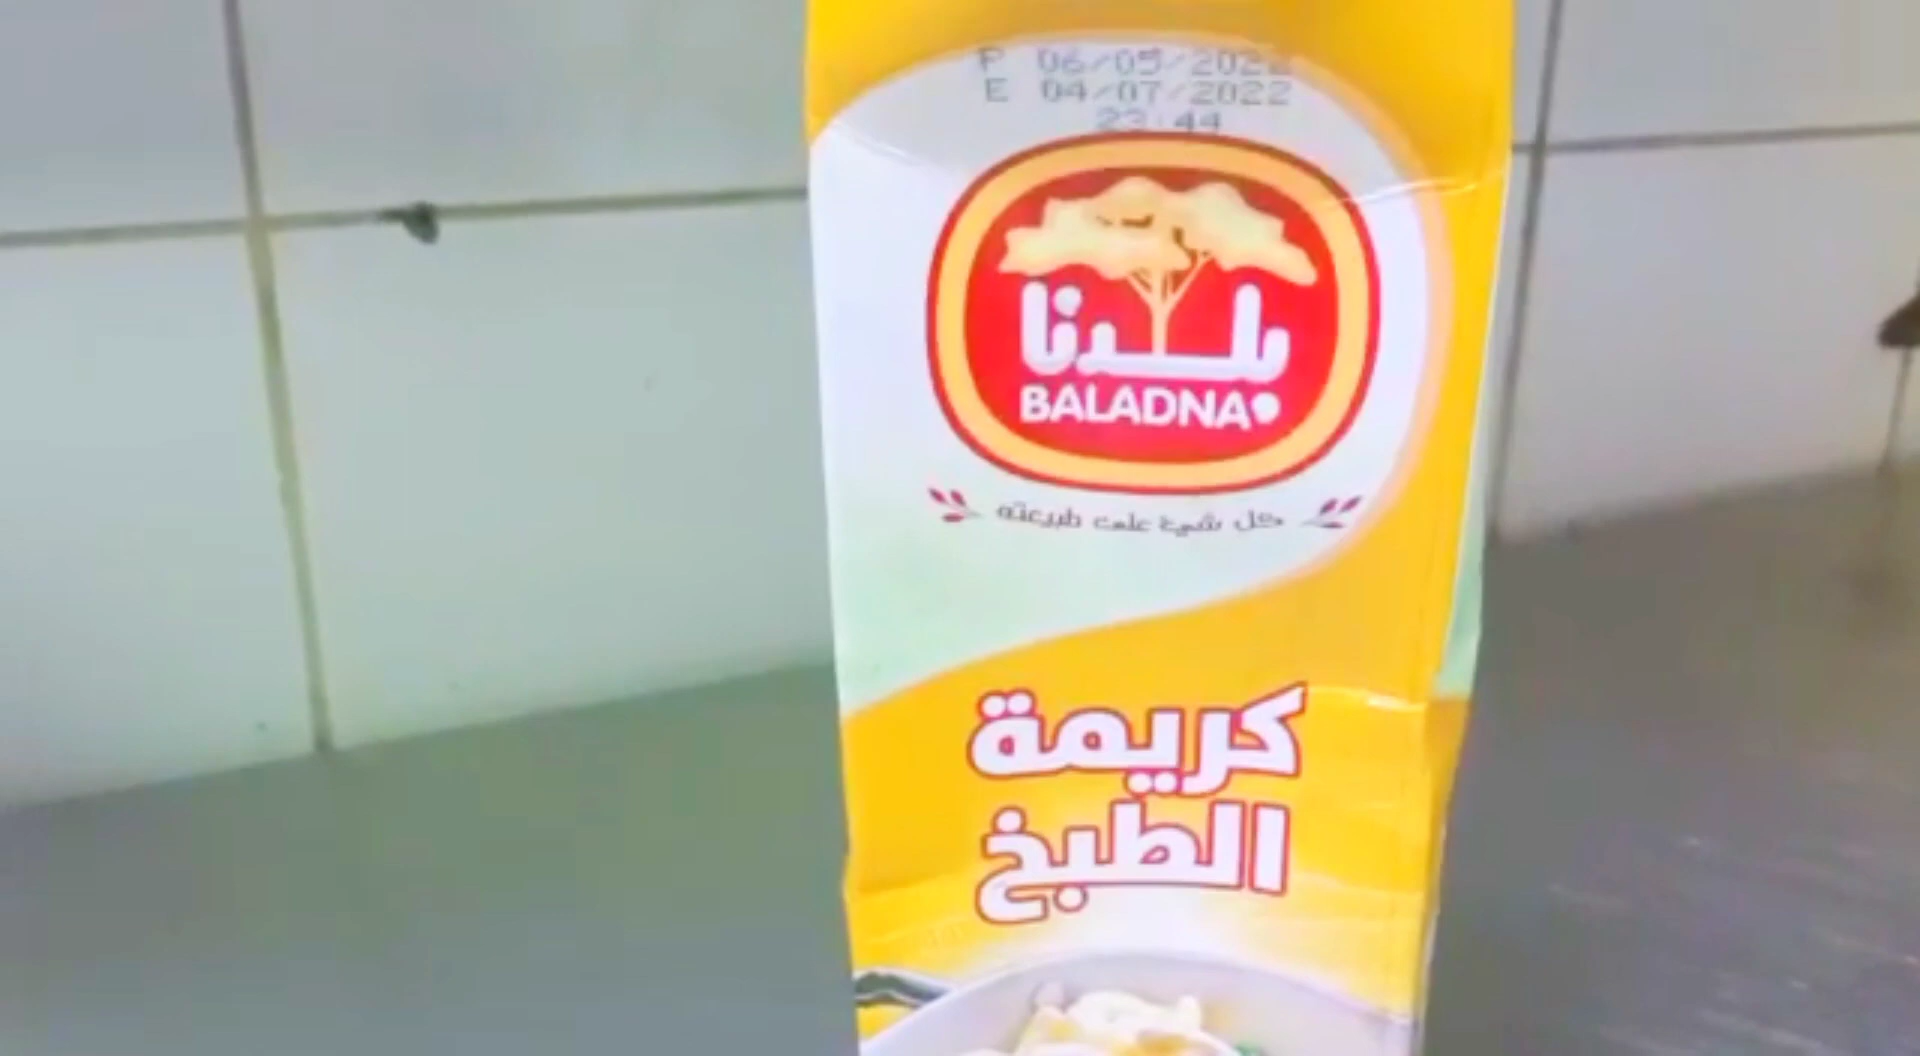 P 06/05/2022
E 04/07/2022
23:44
بلدنا
BALADNA
كل شيء على طبيعته
كريمة
الطبخ